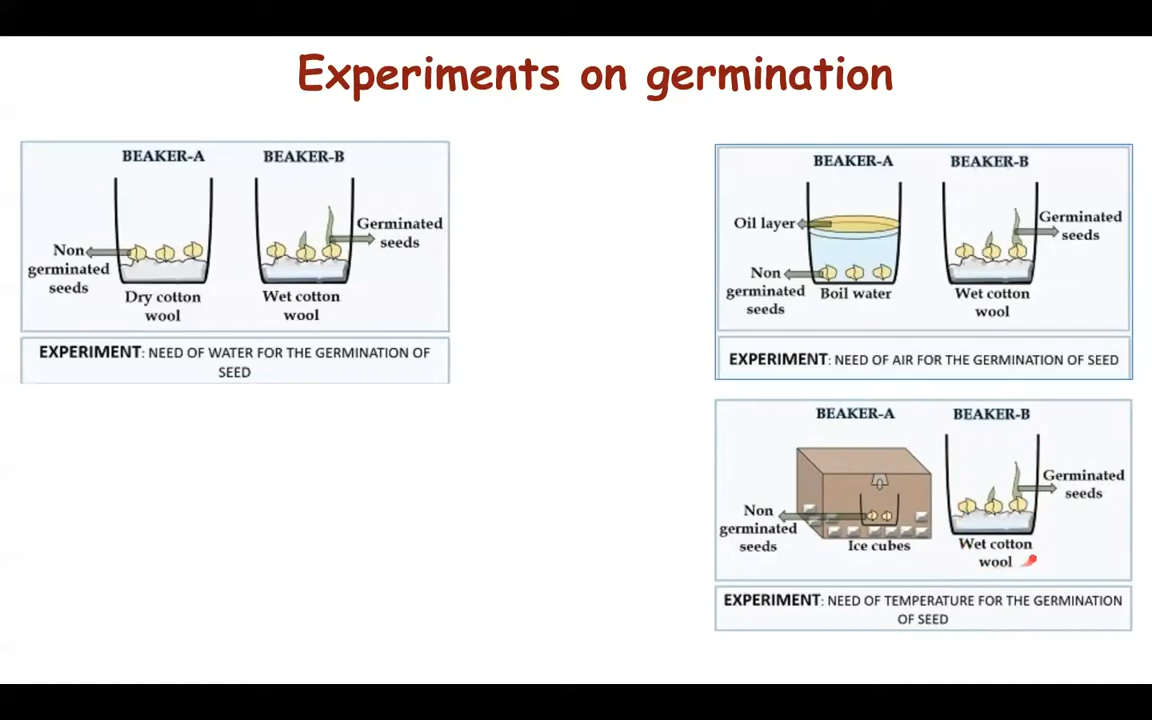 Experiments on germination
BEAKER-A
BEAKER-B
Non
germinated
seeds
Germinated
seeds
Dry cotton
wool
Wet cotton
wool
EXPERIMENT: NEED OF WATER FOR THE GERMINATION OF
SEED
BEAKER-A
BEAKER-B
Oil layer
Non
germinated
seeds
Germinated
seeds
Boil water
Wet cotton
wool
EXPERIMENT: NEED OF AIR FOR THE GERMINATION OF SEED
BEAKER-A
BEAKER-B
Non
germinated
seeds
Germinated
seeds
Ice cubes
Wet cotton
wool
EXPERIMENT: NEED OF TEMPERATURE FOR THE GERMINATION
OF SEED